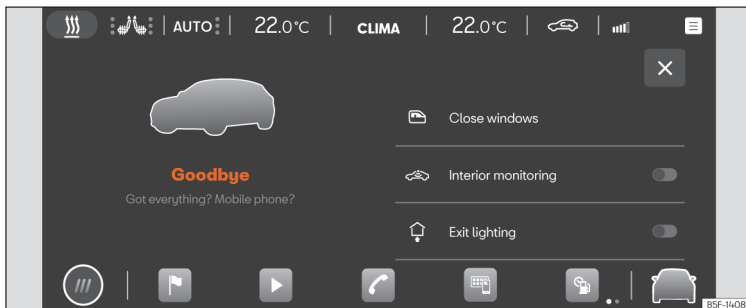 AUTO 22.0°C CLIMA 22.0°C
Close windows
Goodbye
Interior monitoring
Got everything? Mobile phone?
Exit lighting
B5F-1408